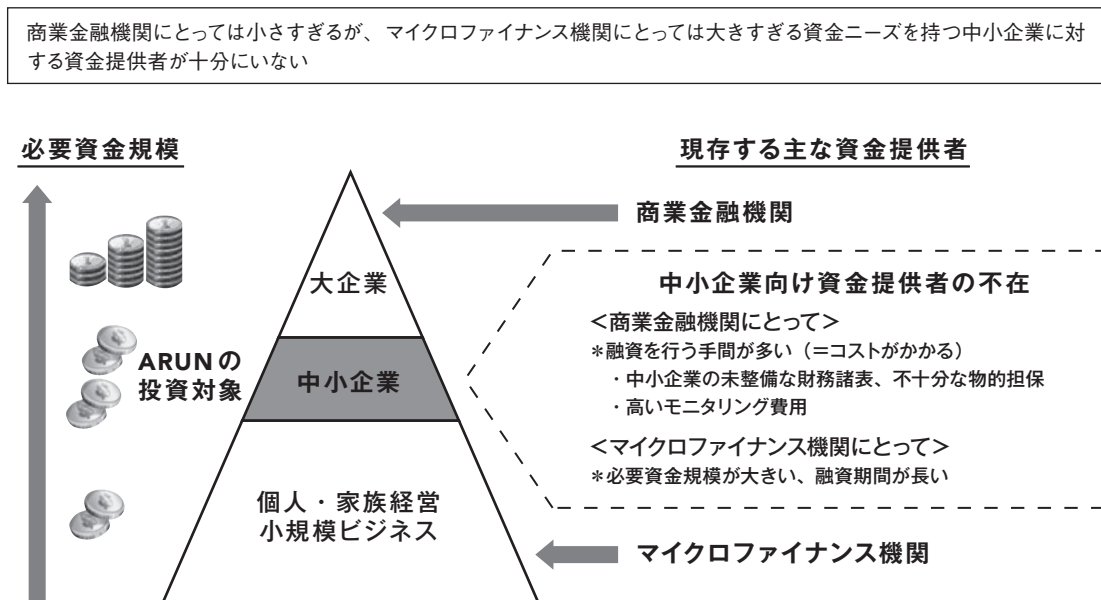 商業金融機関にとっては小さすぎるが、マイクロファイナンス機関にとっては大きすぎる資金ニーズを持つ中小企業に対
する資金提供者が十分にいない
必要資金規模
現存する主な資金提供者
商業金融機関
大企業
中小企業向け資金提供者の不在
＜商業金融機関にとって＞
＊融資を行う手間が多い（＝コストがかかる）
・中小企業の未整備な財務諸表、不十分な物的担保
・高いモニタリング費用
ARUNの
投資対象
中小企業
＜マイクロファイナンス機関にとって＞
＊必要資金規模が大きい、融資期間が長い
個人・家族経営
小規模ビジネス
マイクロファイナンス機関